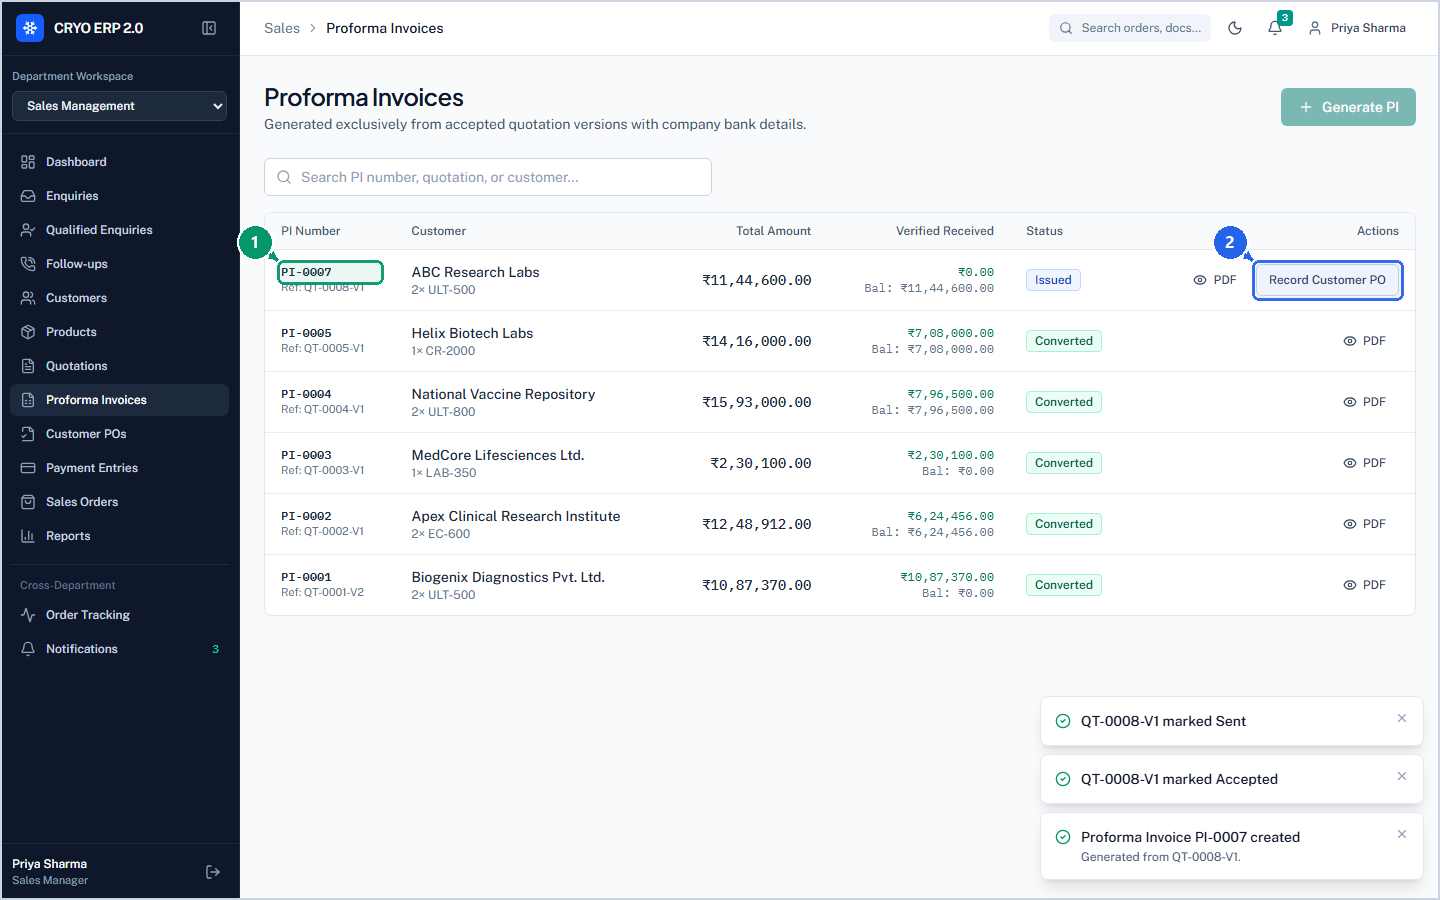 CRYO ERP 2.0
Department Workspace
Sales Management
Dashboard
Enquiries
Qualified Enquiries
Follow-ups
Customers
Products
Quotations
Proforma Invoices
Customer POs
Payment Entries
Sales Orders
Reports
Cross-Department
Order Tracking
Notifications 3
Priya Sharma
Sales Manager
Sales > Proforma Invoices
Search orders, docs...
3
Priya Sharma
Proforma Invoices
Generated exclusively from accepted quotation versions with company bank details.
+ Generate PI
Search PI number, quotation, or customer...
PI Number Customer Total Amount Verified Received Status Actions
1
2
PI-0007 ABC Research Labs ₹11,44,600.00 ₹0.00 Issued PDF Record Customer PO
Ref: QT-0008-V1 2× ULT-500 Bal: ₹11,44,600.00
PI-0005 Helix Biotech Labs ₹14,16,000.00 ₹7,08,000.00 Converted PDF
Ref: QT-0005-V1 1× CR-2000 Bal: ₹7,08,000.00
PI-0004 National Vaccine Repository ₹15,93,000.00 ₹7,96,500.00 Converted PDF
Ref: QT-0004-V1 2× ULT-800 Bal: ₹7,96,500.00
PI-0003 MedCore Lifesciences Ltd. ₹2,30,100.00 ₹2,30,100.00 Converted PDF
Ref: QT-0003-V1 1× LAB-350 Bal: ₹0.00
PI-0002 Apex Clinical Research Institute ₹12,48,912.00 ₹6,24,456.00 Converted PDF
Ref: QT-0002-V1 2× EC-600 Bal: ₹6,24,456.00
PI-0001 Biogenix Diagnostics Pvt. Ltd. ₹10,87,370.00 ₹10,87,370.00 Converted PDF
Ref: QT-0001-V2 2× ULT-500 Bal: ₹0.00
QT-0008-V1 marked Sent
QT-0008-V1 marked Accepted
Proforma Invoice PI-0007 created
Generated from QT-0008-V1.